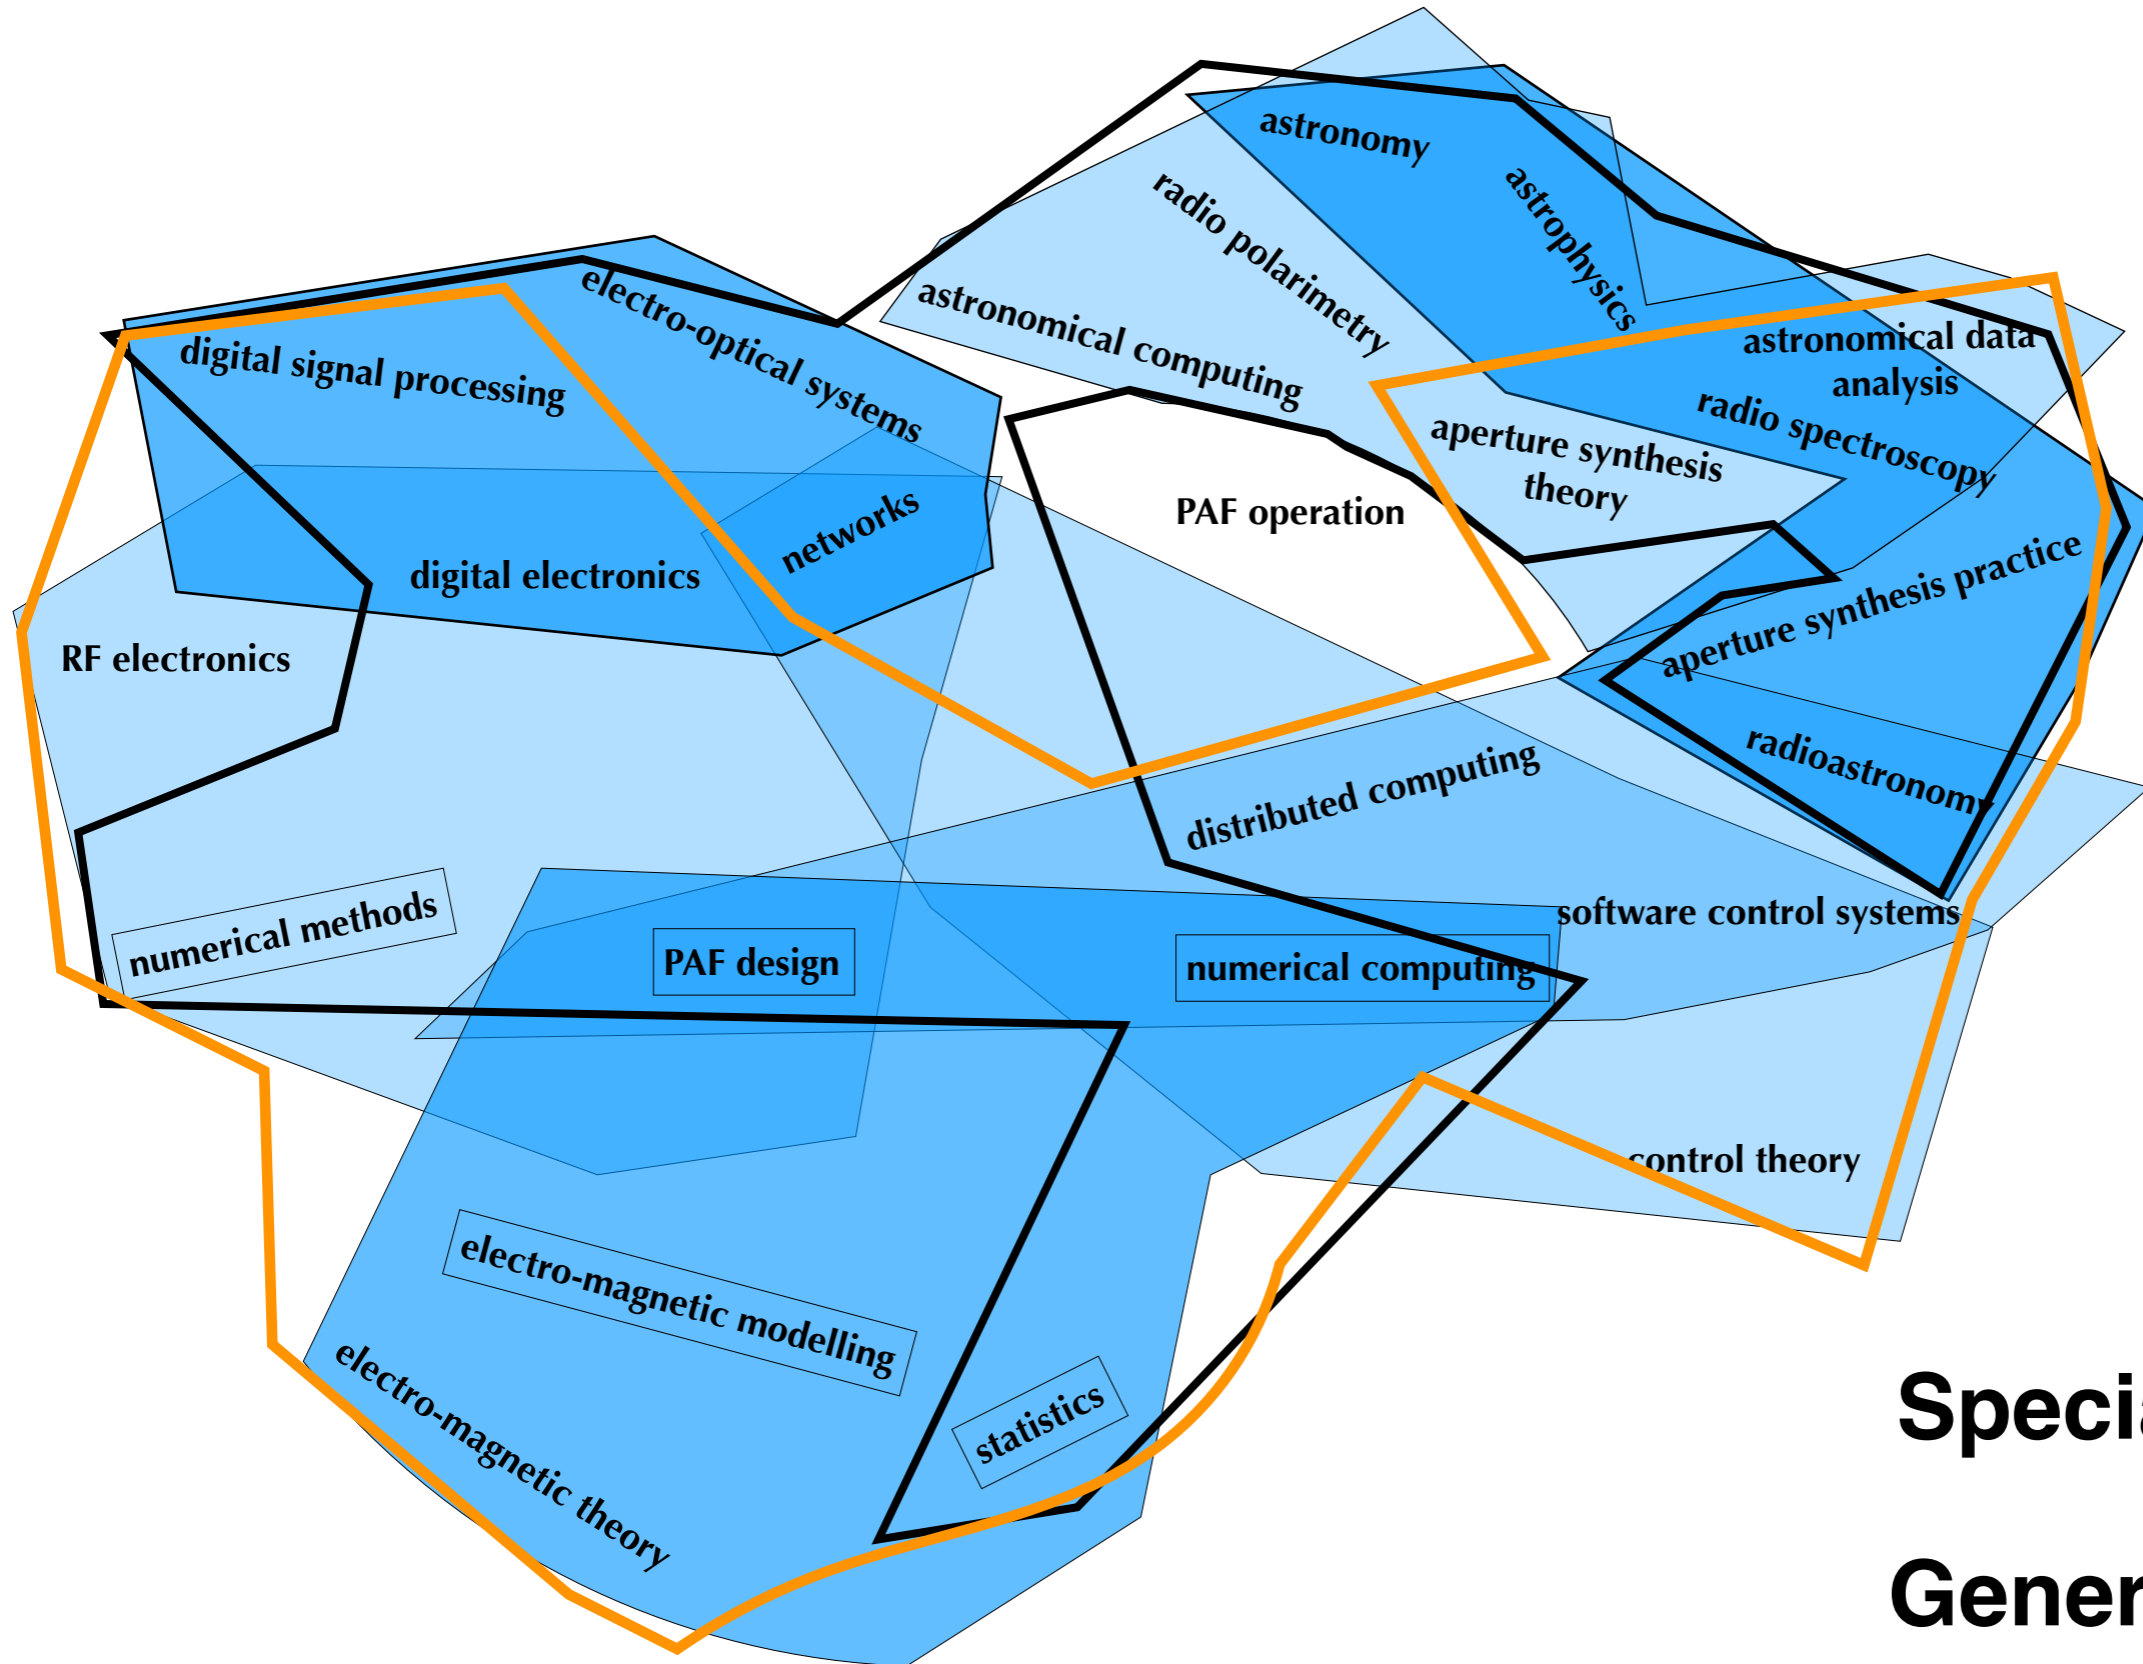 astronomy
astrophysics
radio polarimetry
astronomical computing
electro-optical systems
digital signal processing
astronomical data
analysis
radio spectroscopy
aperture synthesis
theory
PAF operation
networks
digital electronics
aperture synthesis practice
RF electronics
radioastronomy
distributed computing
software control systems
numerical methods
PAF design
numerical computing
control theory
electro-magnetic modelling
electro-magnetic theory
statistics